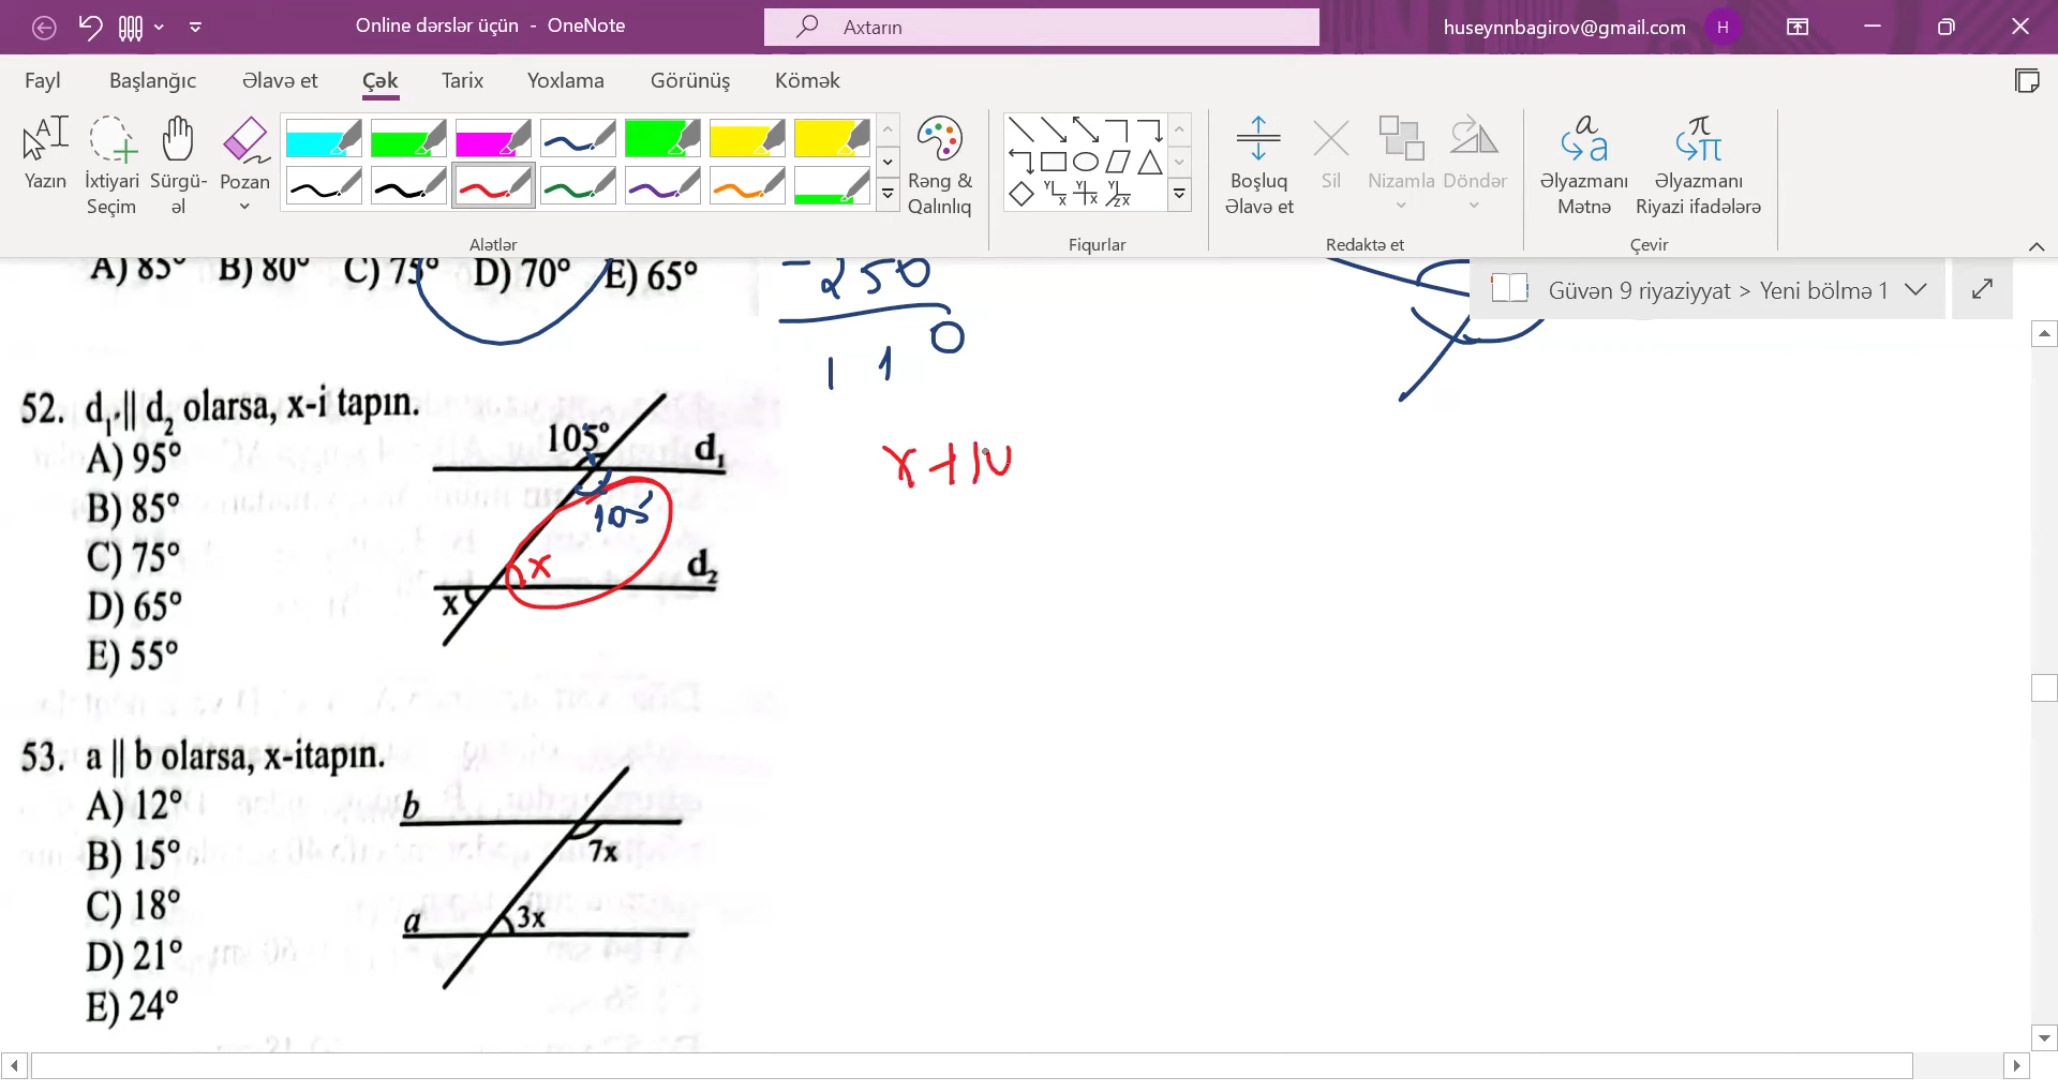 Online dərslər üçün - OneNote
Axtarın
huseynnbagirov@gmail.com
H
Fayl
Başlanğıc
Əlavə et
Çək
Tarix
Yoxlama
Görünüş
Kömək
Yazın
İxtiyari Seçim
Sürgü-əl
Pozan
Rəng & Qalınlıq
Boşluq Əlavə et
Sil
Nizamla
Döndər
Əlyazmanı Mətnə
Əlyazmanı Riyazi ifadələrə
Alətlər
Fiqurlar
Redaktə et
Çevir
Güvən 9 riyaziyyat > Yeni bölmə 1
A) 85° B) 80° C) 75° D) 70° E) 65°
- 250
110
52. d₁ || d₂ olarsa, x-i tapın.
A) 95°
B) 85°
C) 75°
D) 65°
E) 55°
105°
d₁
105
x
d₂
x
x+10
53. a || b olarsa, x-itapın.
A) 12°
B) 15°
C) 18°
D) 21°
E) 24°
b
7x
a
3x